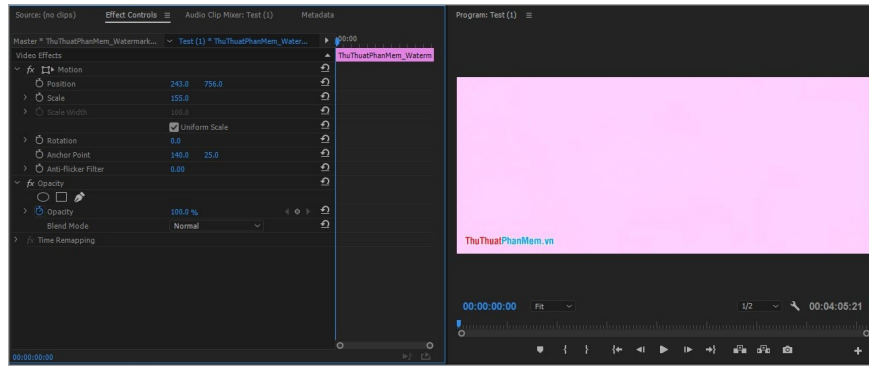 Source: (no clips) Effect Controls Audio Clip Mixer: Test (1) Metadata
Master * ThuThuatPhanMem_Watermark... Test (1) * ThuThuatPhanMem_Water...
:00:00
Video Effects
ThuThuatPhanMem_Waterm
fx Motion
Position 243.0 756.0
Scale 155.0
Scale Width 100.0
Uniform Scale
Rotation 0.0
Anchor Point 140.0 25.0
Anti-flicker Filter 0.00
fx Opacity
Opacity 100.0 %
Blend Mode Normal
fx Time Remapping
00:00:00:00
Program: Test (1)
ThuThuatPhanMem.vn
00:00:00:00 Fit 1/2 00:04:05:21